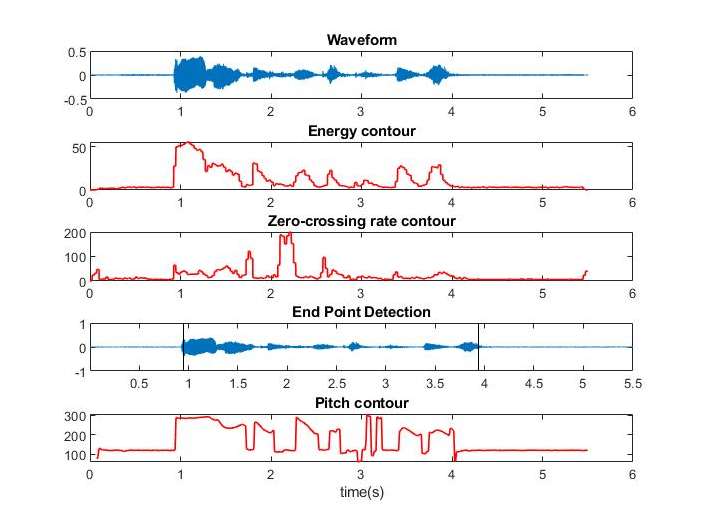 Waveform
0.5
0
-0.5
0 1 2 3 4 5 6
Energy contour
50
0
0 1 2 3 4 5 6
Zero-crossing rate contour
200
100
0
0 1 2 3 4 5 6
End Point Detection
1
0
-1
0.5 1 1.5 2 2.5 3 3.5 4 4.5 5 5.5
Pitch contour
300
200
100
0 1 2 3 4 5 6
time(s)